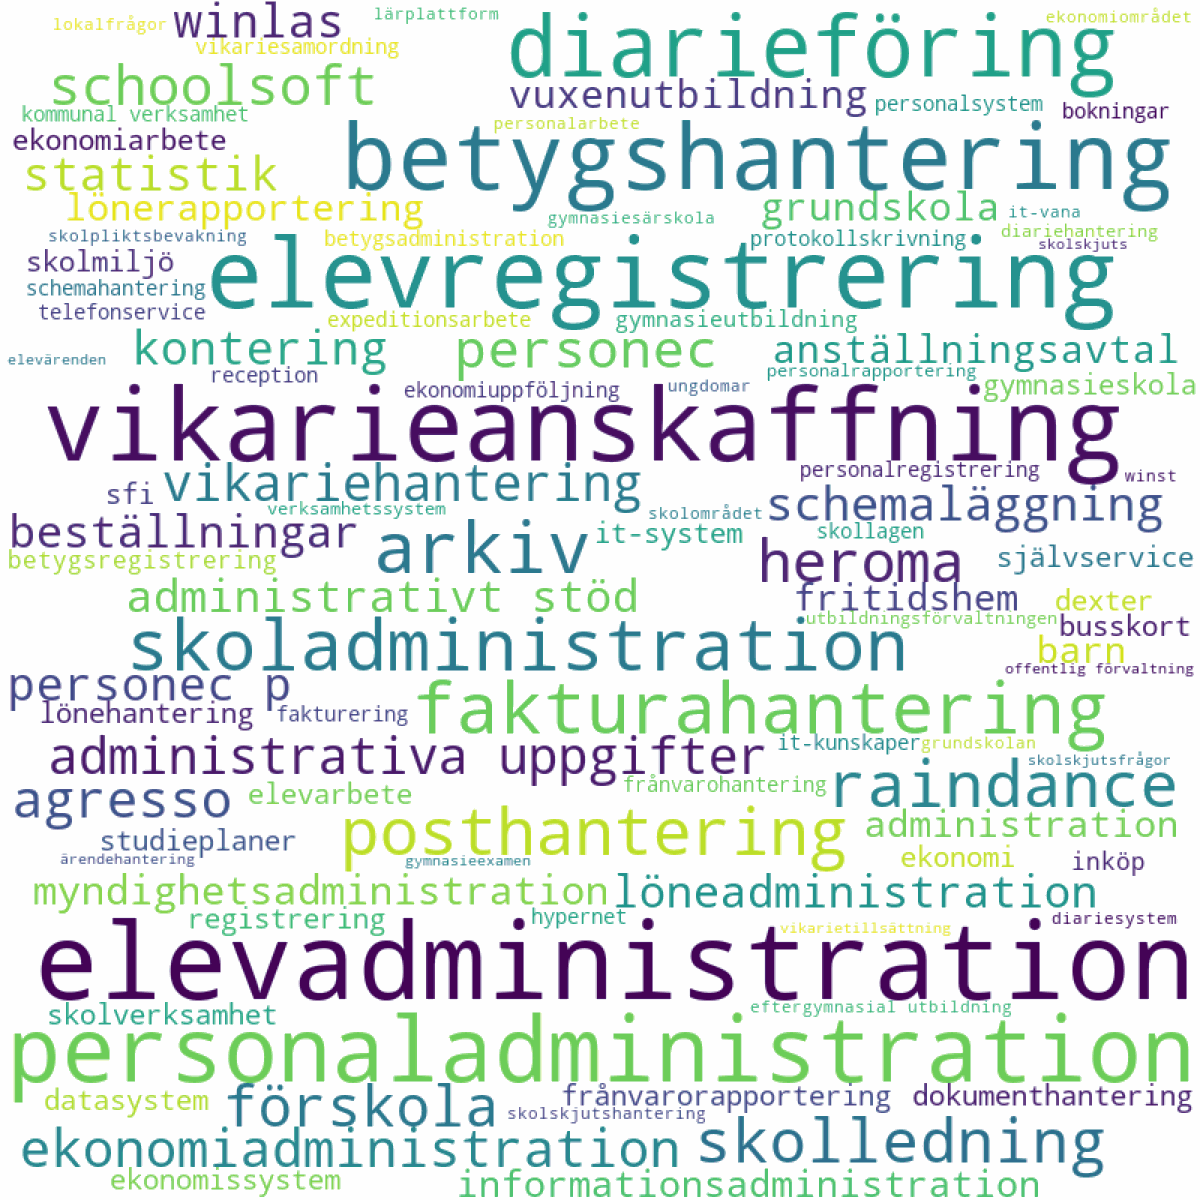 lokalfrågor
winlas
lärplattform
diarieföring
ekonomiområdet
vikariesamordning
schoolsoft
vuxenutbildning
personalsystem
bokningar
kommunal verksamhet
personalarbete
ekonomiarbete
betygshantering
statistik
lönerapportering
gymnasiesärskola
grundskola
it-vana
diariehantering
skolpliktsbevakning
betygsadministration
protokollskrivning
skolskjuts
skolmiljö
elevregistrering
schemahantering
telefonservice
expeditionsarbete
gymnasieutbildning
elevärenden
kontering
personec
anställningsavtal
reception
ekonomiuppföljning
ungdomar
personalrapportering
gymnasieskola
vikarieanskaffning
sfi
vikariehantering
personalregistrering
winst
verksamhetssystem
skolområdet
schemaläggning
beställningar
arkiv
it-system
skollagen
betygsregistrering
heroma
självservice
administrativt stöd
fritidshem
dexter
utbildningsförvaltningen
busskort
skoladministration
barn
offentlig förvaltning
personec p
lönehantering
fakturering
fakturahantering
administrativa uppgifter
it-kunskaper
grundskolan
skolskjutsfrågor
agresso
elevarbete
frånvarohantering
raindance
studieplaner
posthantering
administration
ärendehantering
gymnasieexamen
ekonomi
inköp
myndighetsadministration
löneadministration
registrering
hypernet
vikarietillsättning
diariesystem
elevadministration
skolverksamhet
eftergymnasial utbildning
personaladministration
datasystem
förskola
frånvarorapportering
dokumenthantering
skolskjutshantering
ekonomiadministration
skolledning
ekonomissystem
informationsadministration